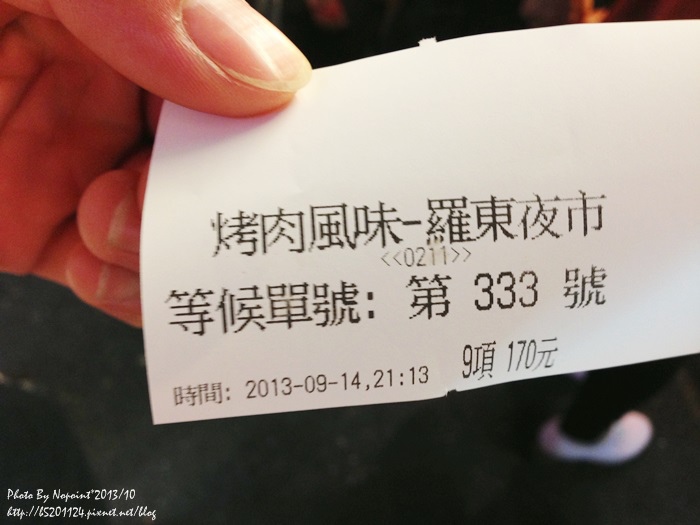 烤肉風味-羅東夜市
<<0211>>
等候單號: 第 333 號
9項 170元
時間: 2013-09-14,21:13
Photo By Nopoint*2013/10
http://b5201124.pixnet.net/blog